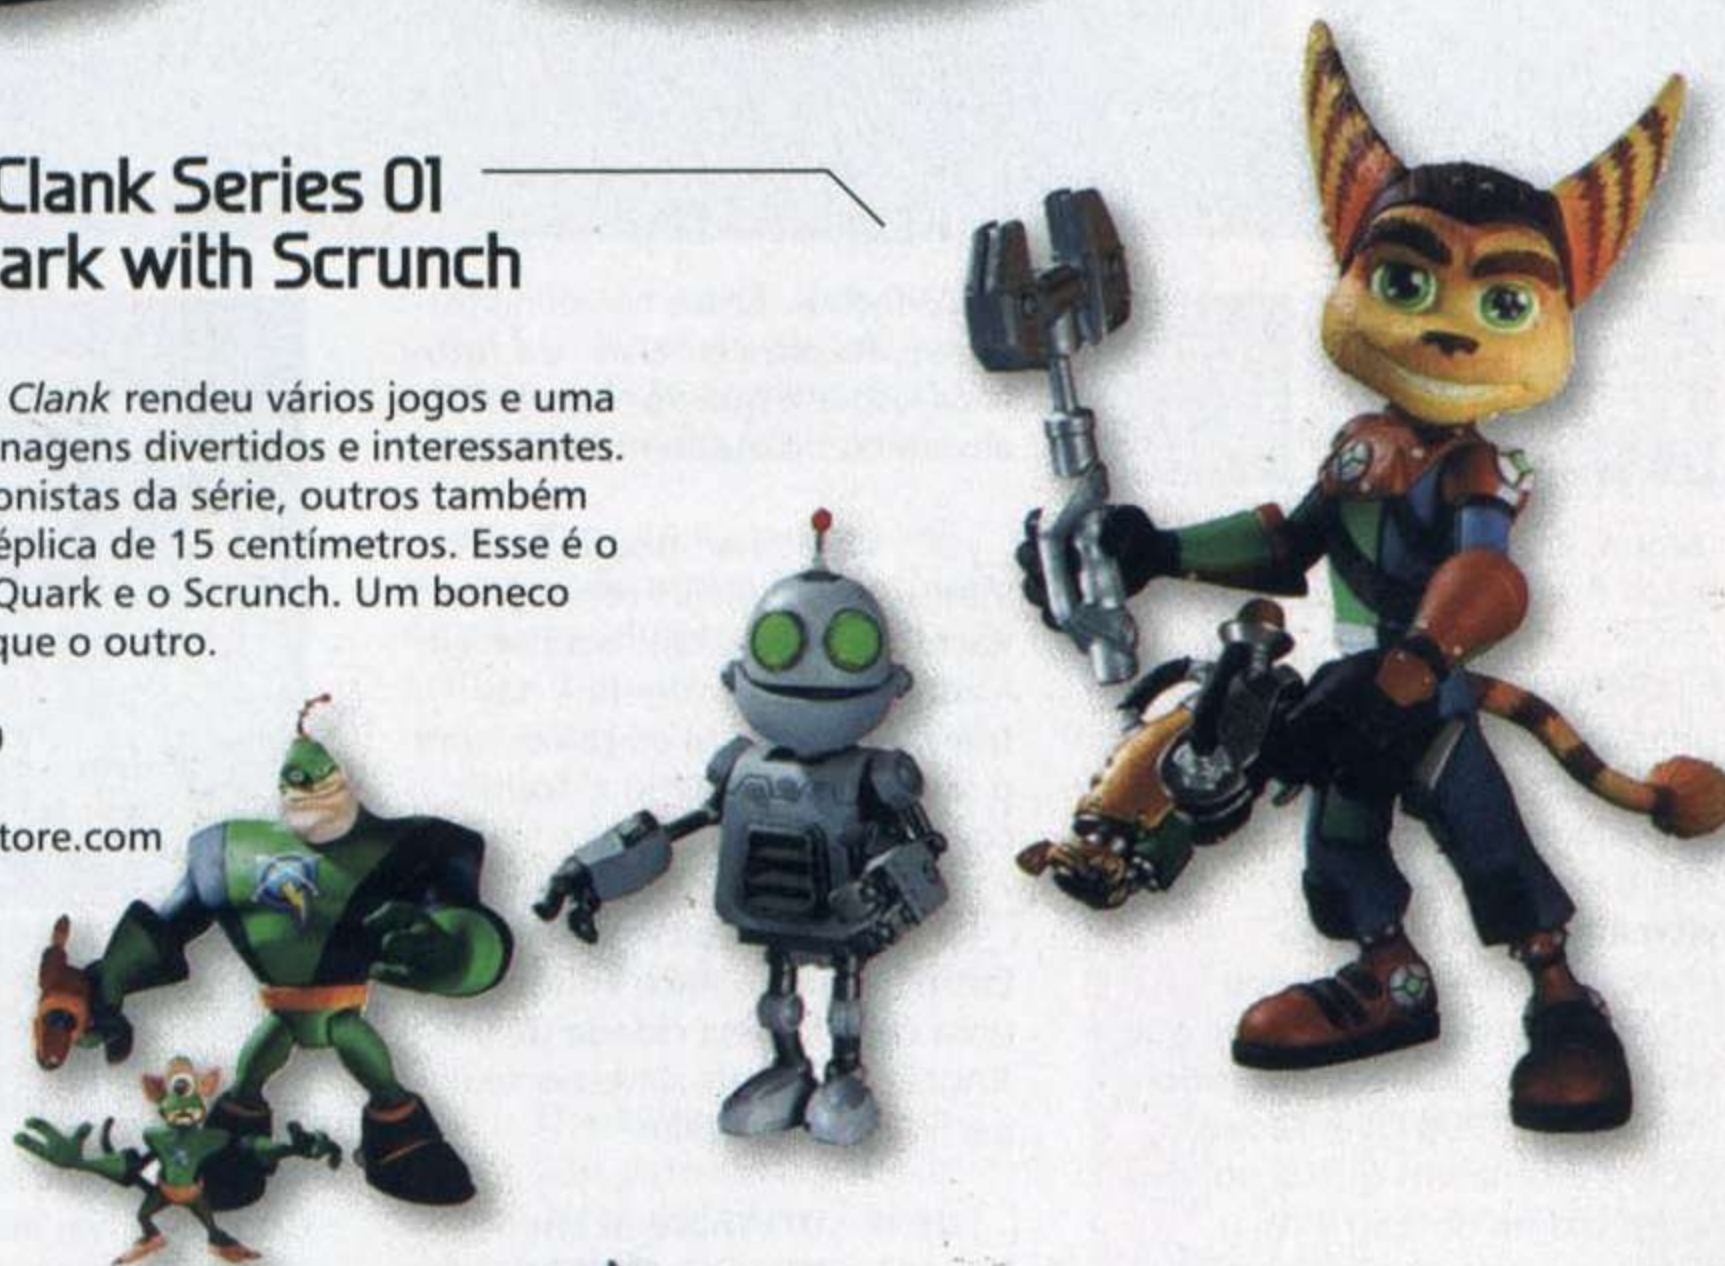 Clank Series 01
ark with Scrunch
Clank rendeu vários jogos e uma
nagens divertidos e interessantes.
onistas da série, outros também
éplica de 15 centímetros. Esse é o
Quark e o Scrunch. Um boneco
que o outro.
)
tore.com